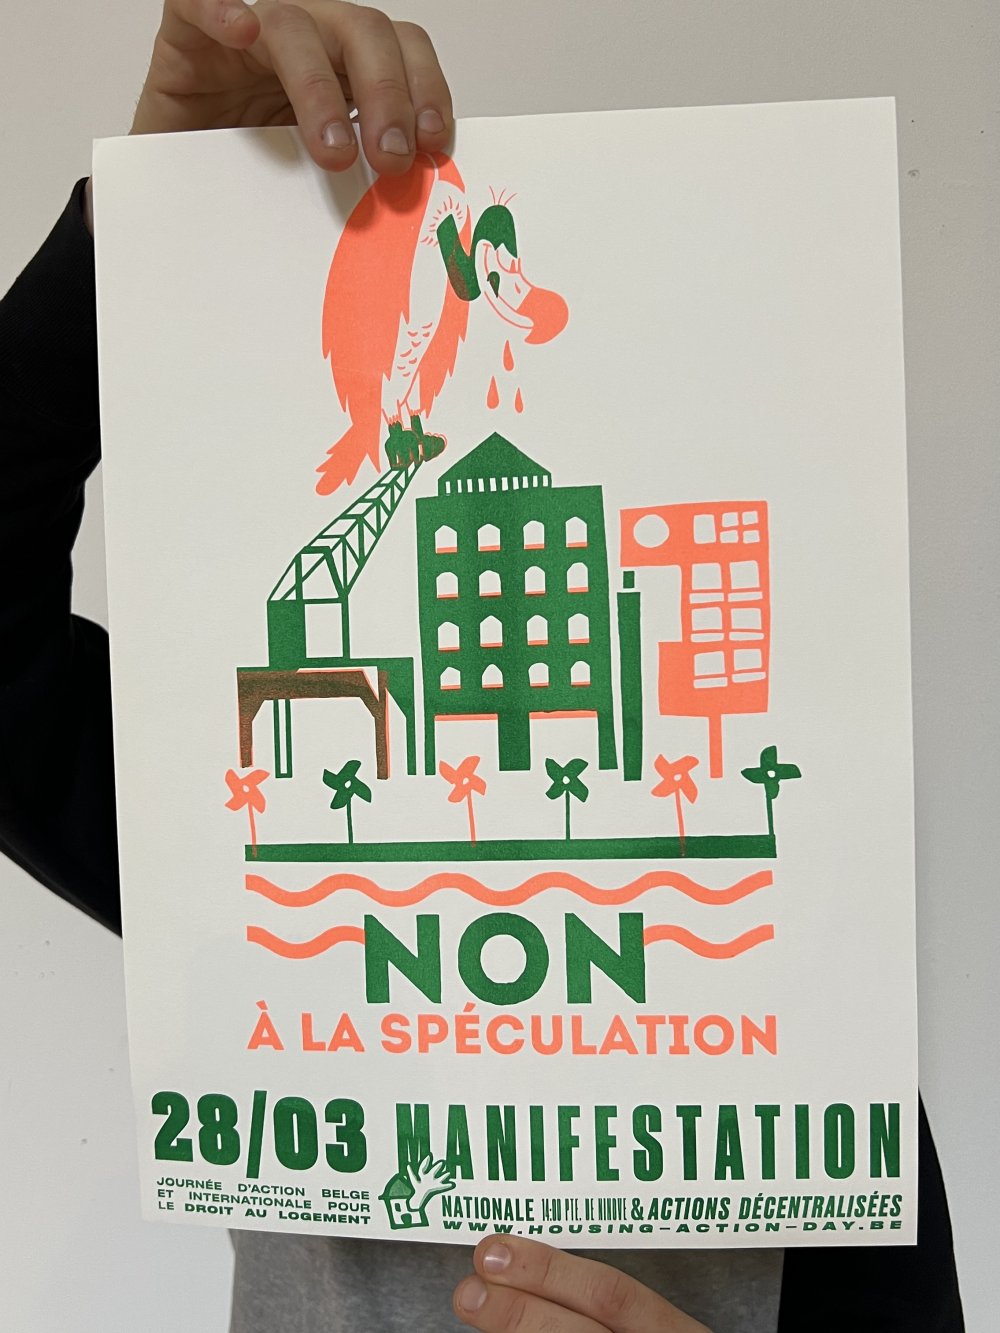 NON
À LA SPÉCULATION
28/03 MANIFESTATION
JOURNÉE D'ACTION BELGE
ET INTERNATIONALE POUR
LE DROIT AU LOGEMENT
NATIONALE 14:00 PTE. DE NINOVE & ACTIONS DÉCENTRALISÉES
WWW.HOUSING-ACTION-DAY.BE